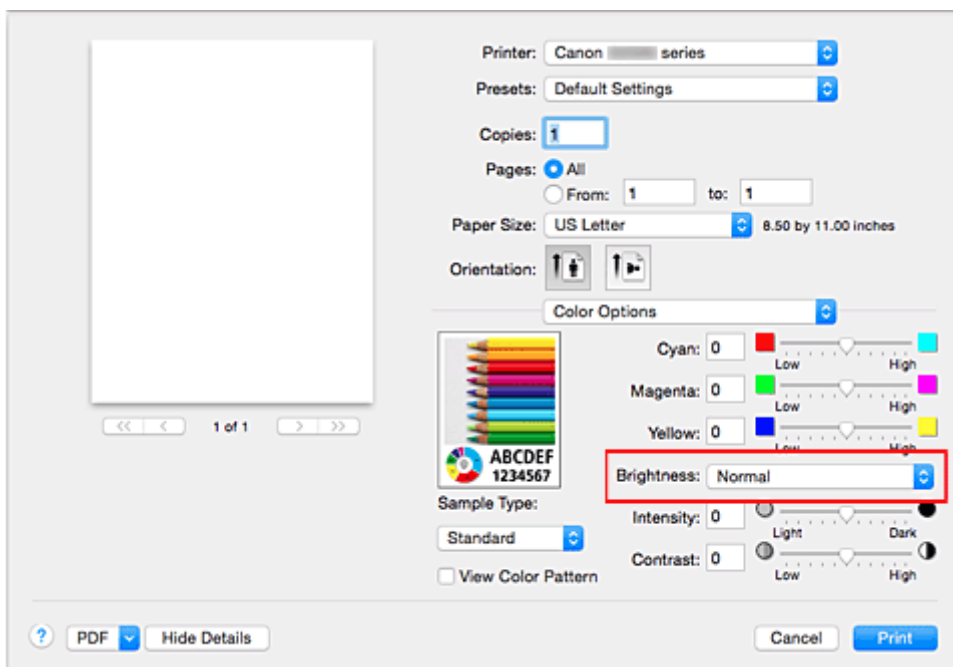 Printer: Canon series
Presets: Default Settings
Copies: 1
Pages: All
From: 1 to: 1
Paper Size: US Letter 8.50 by 11.00 inches
Orientation:
Color Options
1 of 1
ABCDEF
1234567
Sample Type:
Standard
View Color Pattern
Cyan: 0
Low High
Magenta: 0
Low High
Yellow: 0
Low High
Brightness: Normal
Intensity: 0
Light Dark
Contrast: 0
Low High
? PDF Hide Details Cancel Print